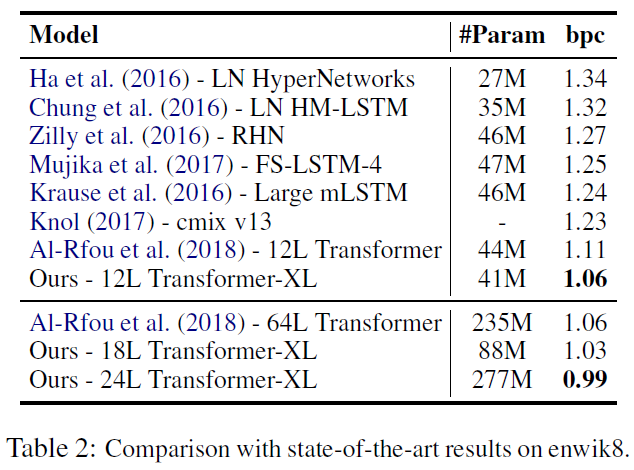 Model #Param bpc
Ha et al. (2016) - LN HyperNetworks 27M 1.34
Chung et al. (2016) - LN HM-LSTM 35M 1.32
Zilly et al. (2016) - RHN 46M 1.27
Mujika et al. (2017) - FS-LSTM-4 47M 1.25
Krause et al. (2016) - Large mLSTM 46M 1.24
Knol (2017) - cmix v13 - 1.23
Al-Rfou et al. (2018) - 12L Transformer 44M 1.11
Ours - 12L Transformer-XL 41M 1.06
Al-Rfou et al. (2018) - 64L Transformer 235M 1.06
Ours - 18L Transformer-XL 88M 1.03
Ours - 24L Transformer-XL 277M 0.99
Table 2: Comparison with state-of-the-art results on enwik8.